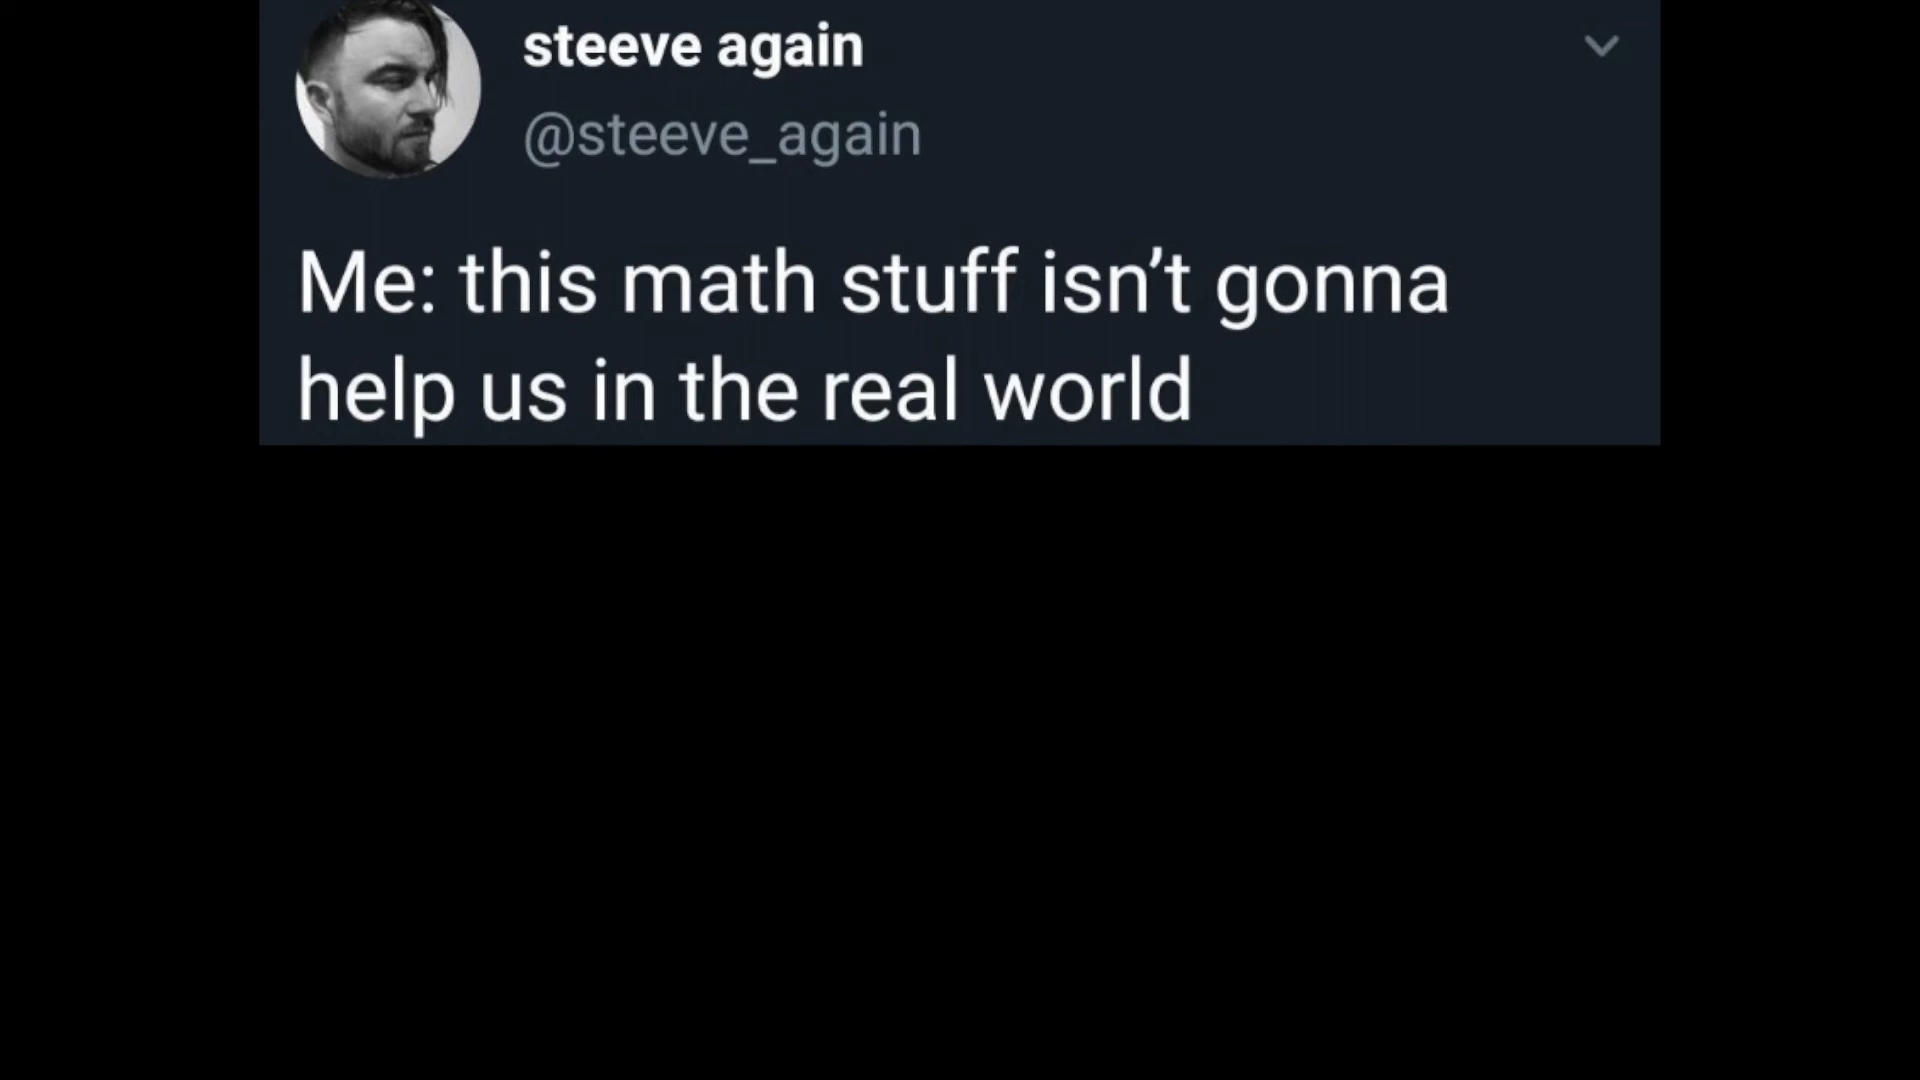 steeve again
@steeve_again
Me: this math stuff isn’t gonna
help us in the real world